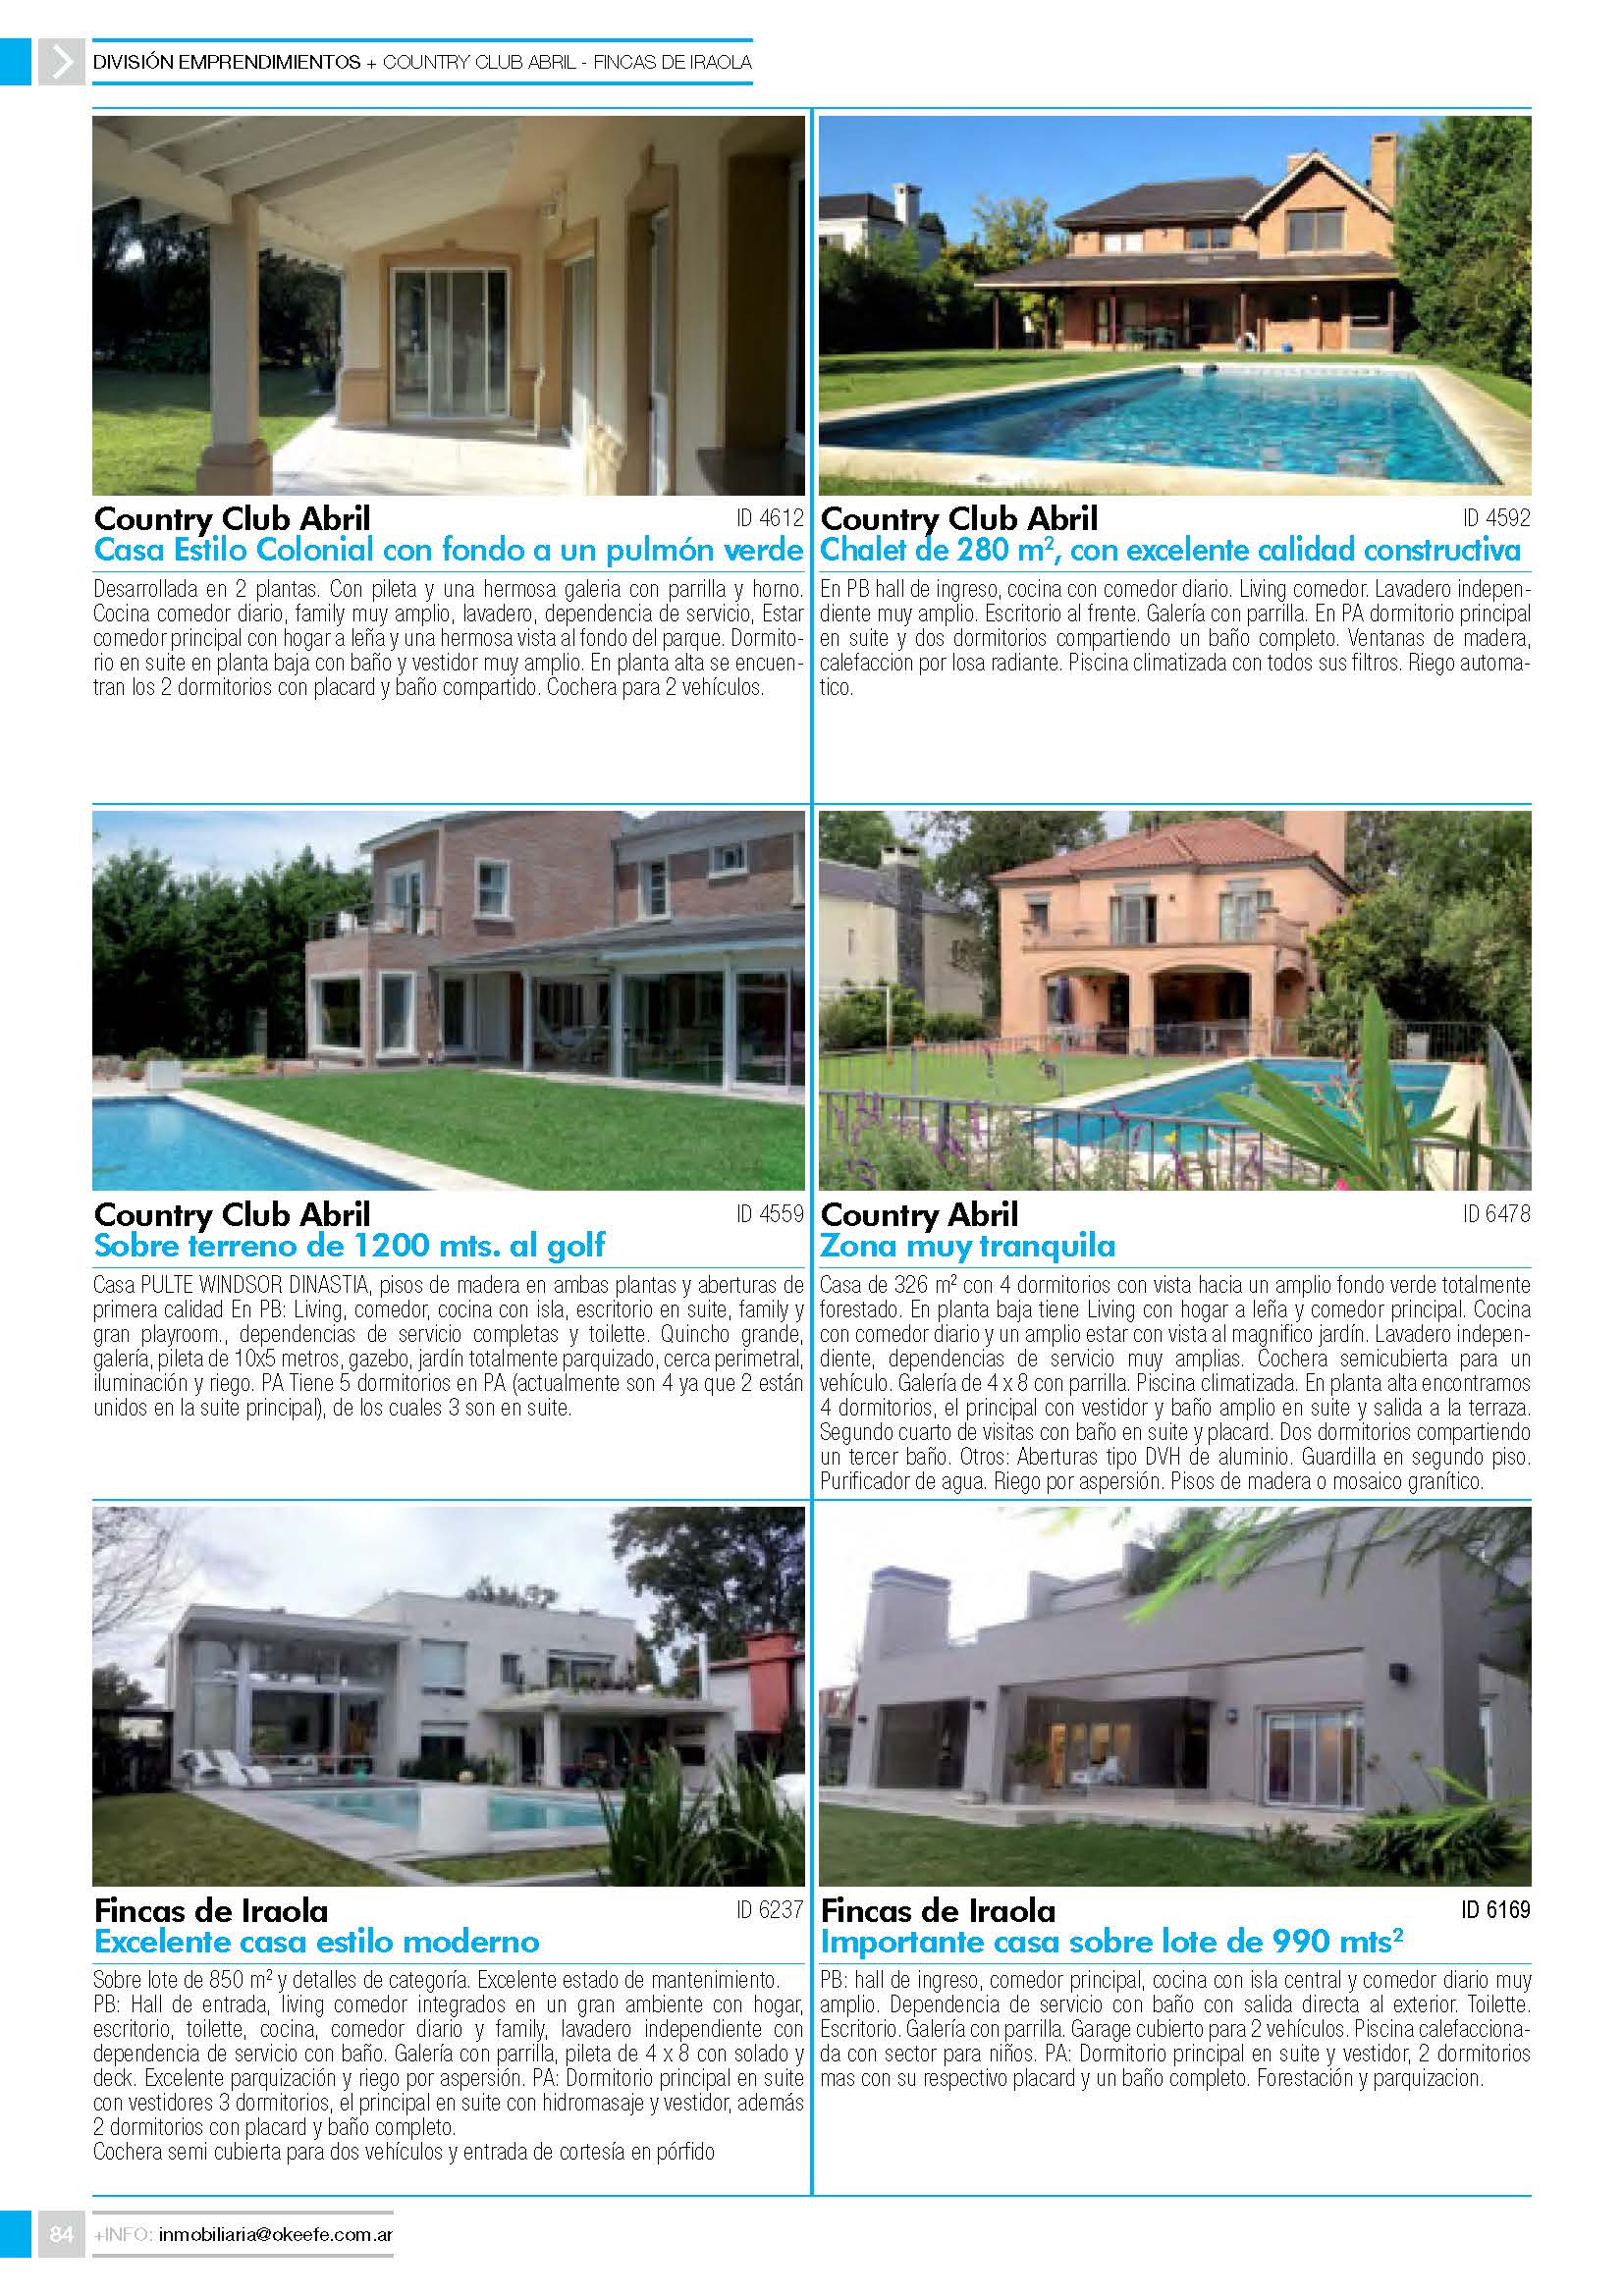 DIVISIÓN EMPRENDIMIENTOS + COUNTRY CLUB ABRIL - FINCAS DE IRAOLA
Country Club Abril ID 4612
Casa Estilo Colonial con fondo a un pulmón verde
Desarrollada en 2 plantas. Con pileta y una hermosa galeria con parrilla y horno.
Cocina comedor diario, family muy amplio, lavadero, dependencia de servicio, Estar
comedor principal con hogar a leña y una hermosa vista al fondo del parque. Dormito-
rio en suite en planta baja con baño y vestidor muy amplio. En planta alta se encuen-
tran los 2 dormitorios con placard y baño compartido. Cochera para 2 vehículos.
Country Club Abril ID 4592
Chalet de 280 m², con excelente calidad constructiva
En PB hall de ingreso, cocina con comedor diario. Living comedor. Lavadero indepen-
diente muy amplio. Escritorio al frente. Galería con parrilla. En PA dormitorio principal
en suite y dos dormitorios compartiendo un baño completo. Ventanas de madera,
calefaccion por losa radiante. Piscina climatizada con todos sus filtros. Riego automa-
tico.
Country Club Abril ID 4559
Sobre terreno de 1200 mts. al golf
Casa PULTE WINDSOR DINASTIA, pisos de madera en ambas plantas y aberturas de
primera calidad En PB: Living, comedor, cocina con isla, escritorio en suite, family y
gran playroom., dependencias de servicio completas y toilette. Quincho grande,
galería, pileta de 10x5 metros, gazebo, jardín totalmente parquizado, cerca perimetral,
iluminación y riego. PA Tiene 5 dormitorios en PA (actualmente son 4 ya que 2 están
unidos en la suite principal), de los cuales 3 son en suite.
Country Abril ID 6478
Zona muy tranquila
Casa de 326 m² con 4 dormitorios con vista hacia un amplio fondo verde totalmente
forestado. En planta baja tiene Living con hogar a leña y comedor principal. Cocina
con comedor diario y un amplio estar con vista al magnifico jardín. Lavadero indepen-
diente, dependencias de servicio muy amplias. Cochera semicubierta para un
vehículo. Galería de 4 x 8 con parrilla. Piscina climatizada. En planta alta encontramos
4 dormitorios, el principal con vestidor y baño amplio en suite y salida a la terraza.
Segundo cuarto de visitas con baño en suite y placard. Dos dormitorios compartiendo
un tercer baño. Otros: Aberturas tipo DVH de aluminio. Guardilla en segundo piso.
Purificador de agua. Riego por aspersión. Pisos de madera o mosaico granítico.
Fincas de Iraola ID 6237
Excelente casa estilo moderno
Sobre lote de 850 m² y detalles de categoría. Excelente estado de mantenimiento.
PB: Hall de entrada, living comedor integrados en un gran ambiente con hogar,
escritorio, toilette, cocina, comedor diario y family, lavadero independiente con
dependencia de servicio con baño. Galería con parrilla, pileta de 4 x 8 con solado y
deck. Excelente parquización y riego por aspersión. PA: Dormitorio principal en suite
con vestidores 3 dormitorios, el principal en suite con hidromasaje y vestidor, además
2 dormitorios con placard y baño completo.
Cochera semi cubierta para dos vehículos y entrada de cortesía en pórfido
Fincas de Iraola ID 6169
Importante casa sobre lote de 990 mts²
PB: hall de ingreso, comedor principal, cocina con isla central y comedor diario muy
amplio. Dependencia de servicio con baño con salida directa al exterior. Toilette.
Escritorio. Galería con parrilla. Garage cubierto para 2 vehículos. Piscina calefacciona-
da con sector para niños. PA: Dormitorio principal en suite y vestidor, 2 dormitorios
mas con su respectivo placard y un baño completo. Forestación y parquizacion.
84 +INFO: inmobiliaria@okeefe.com.ar